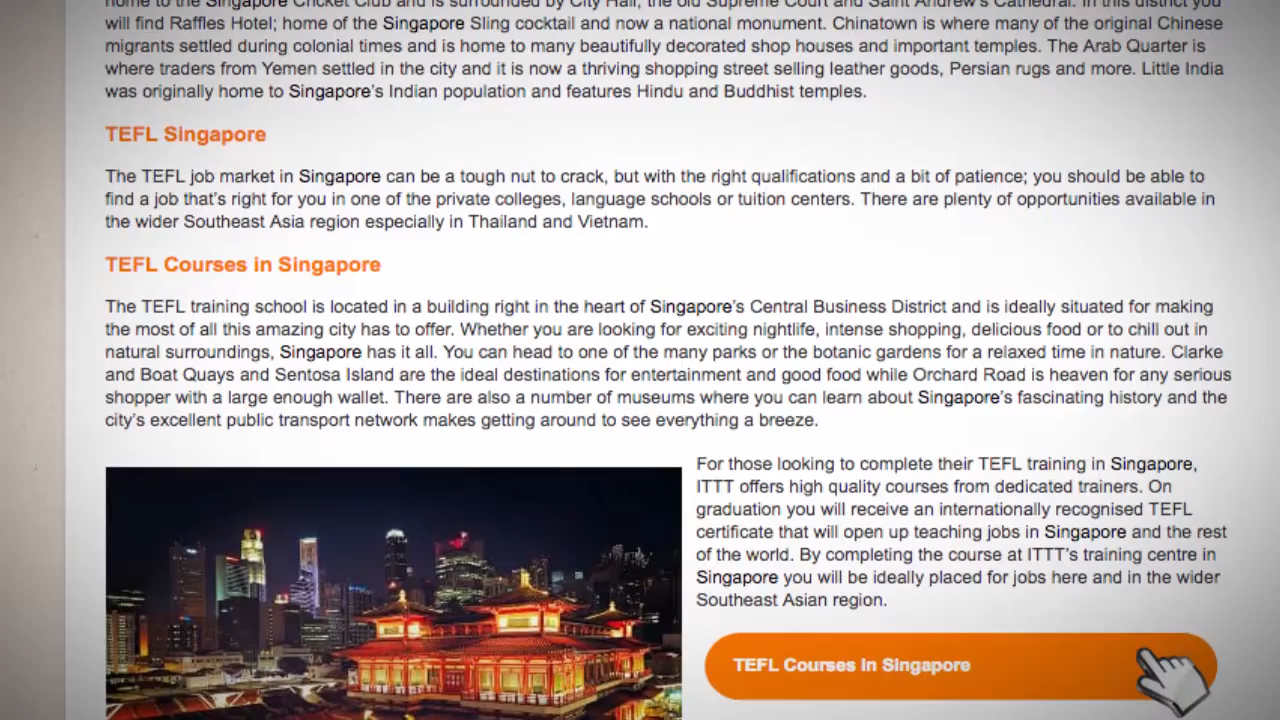 home to the Singapore Cricket Club and is surrounded by City Hall, the old Supreme Court and Saint Andrew's Cathedral. In this district you
will find Raffles Hotel; home of the Singapore Sling cocktail and now a national monument. Chinatown is where many of the original Chinese
migrants settled during colonial times and is home to many beautifully decorated shop houses and important temples. The Arab Quarter is
where traders from Yemen settled in the city and it is now a thriving shopping street selling leather goods, Persian rugs and more. Little India
was originally home to Singapore's Indian population and features Hindu and Buddhist temples.
TEFL Singapore
The TEFL job market in Singapore can be a tough nut to crack, but with the right qualifications and a bit of patience; you should be able to
find a job that's right for you in one of the private colleges, language schools or tuition centers. There are plenty of opportunities available in
the wider Southeast Asia region especially in Thailand and Vietnam.
TEFL Courses in Singapore
The TEFL training school is located in a building right in the heart of Singapore's Central Business District and is ideally situated for making
the most of all this amazing city has to offer. Whether you are looking for exciting nightlife, intense shopping, delicious food or to chill out in
natural surroundings, Singapore has it all. You can head to one of the many parks or the botanic gardens for a relaxed time in nature. Clarke
and Boat Quays and Sentosa Island are the ideal destinations for entertainment and good food while Orchard Road is heaven for any serious
shopper with a large enough wallet. There are also a number of museums where you can learn about Singapore's fascinating history and the
city's excellent public transport network makes getting around to see everything a breeze.
For those looking to complete their TEFL training in Singapore,
ITTT offers high quality courses from dedicated trainers. On
graduation you will receive an internationally recognised TEFL
certificate that will open up teaching jobs in Singapore and the rest
of the world. By completing the course at ITTT's training centre in
Singapore you will be ideally placed for jobs here and in the wider
Southeast Asian region.
TEFL Courses in Singapore